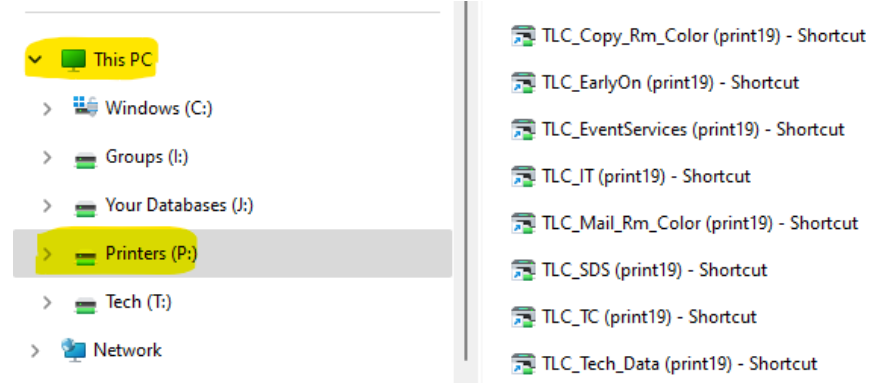 This PC
Windows (C:)
Groups (I:)
Your Databases (J:)
Printers (P:)
Tech (T:)
Network
TLC_Copy_Rm_Color (print19) - Shortcut
TLC_EarlyOn (print19) - Shortcut
TLC_EventServices (print19) - Shortcut
TLC_IT (print19) - Shortcut
TLC_Mail_Rm_Color (print19) - Shortcut
TLC_SDS (print19) - Shortcut
TLC_TC (print19) - Shortcut
TLC_Tech_Data (print19) - Shortcut